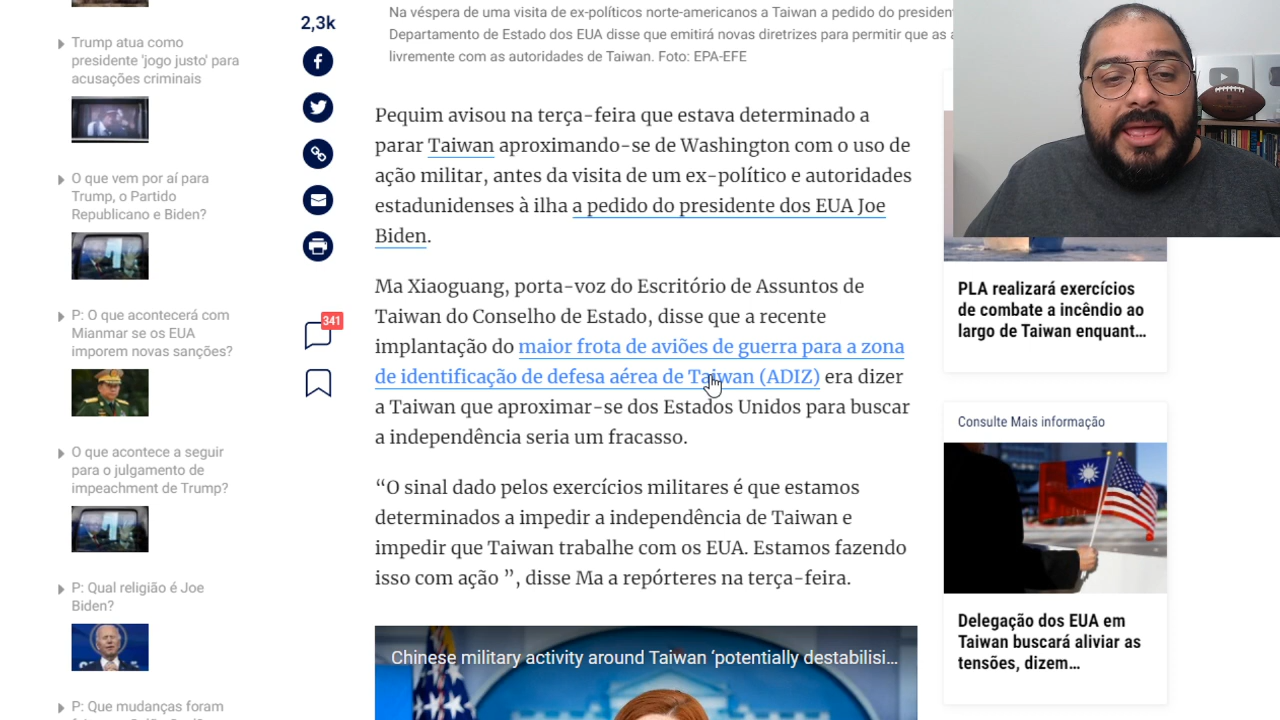 Trump atua como
presidente 'jogo justo' para
acusações criminais
O que vem por aí para
Trump, o Partido
Republicano e Biden?
P: O que acontecerá com
Mianmar se os EUA
imporem novas sanções?
O que acontece a seguir
para o julgamento de
impeachment de Trump?
P: Qual religião é Joe
Biden?
P: Que mudanças foram
2,3k
341
Na véspera de uma visita de ex-políticos norte-americanos a Taiwan a pedido do president
Departamento de Estado dos EUA disse que emitirá novas diretrizes para permitir que as a
livremente com as autoridades de Taiwan. Foto: EPA-EFE
Pequim avisou na terça-feira que estava determinado a
parar Taiwan aproximando-se de Washington com o uso de
ação militar, antes da visita de um ex-político e autoridades
estadunidenses à ilha a pedido do presidente dos EUA Joe
Biden.
Ma Xiaoguang, porta-voz do Escritório de Assuntos de
Taiwan do Conselho de Estado, disse que a recente
implantação do maior frota de aviões de guerra para a zona
de identificação de defesa aérea de Taiwan (ADIZ) era dizer
a Taiwan que aproximar-se dos Estados Unidos para buscar
a independência seria um fracasso.
“O sinal dado pelos exercícios militares é que estamos
determinados a impedir a independência de Taiwan e
impedir que Taiwan trabalhe com os EUA. Estamos fazendo
isso com ação ”, disse Ma a repórteres na terça-feira.
Chinese military activity around Taiwan ‘potentially destabilisi...
PLA realizará exercícios
de combate a incêndio ao
largo de Taiwan enquant...
Consulte Mais informação
Delegação dos EUA em
Taiwan buscará aliviar as
tensões, dizem...